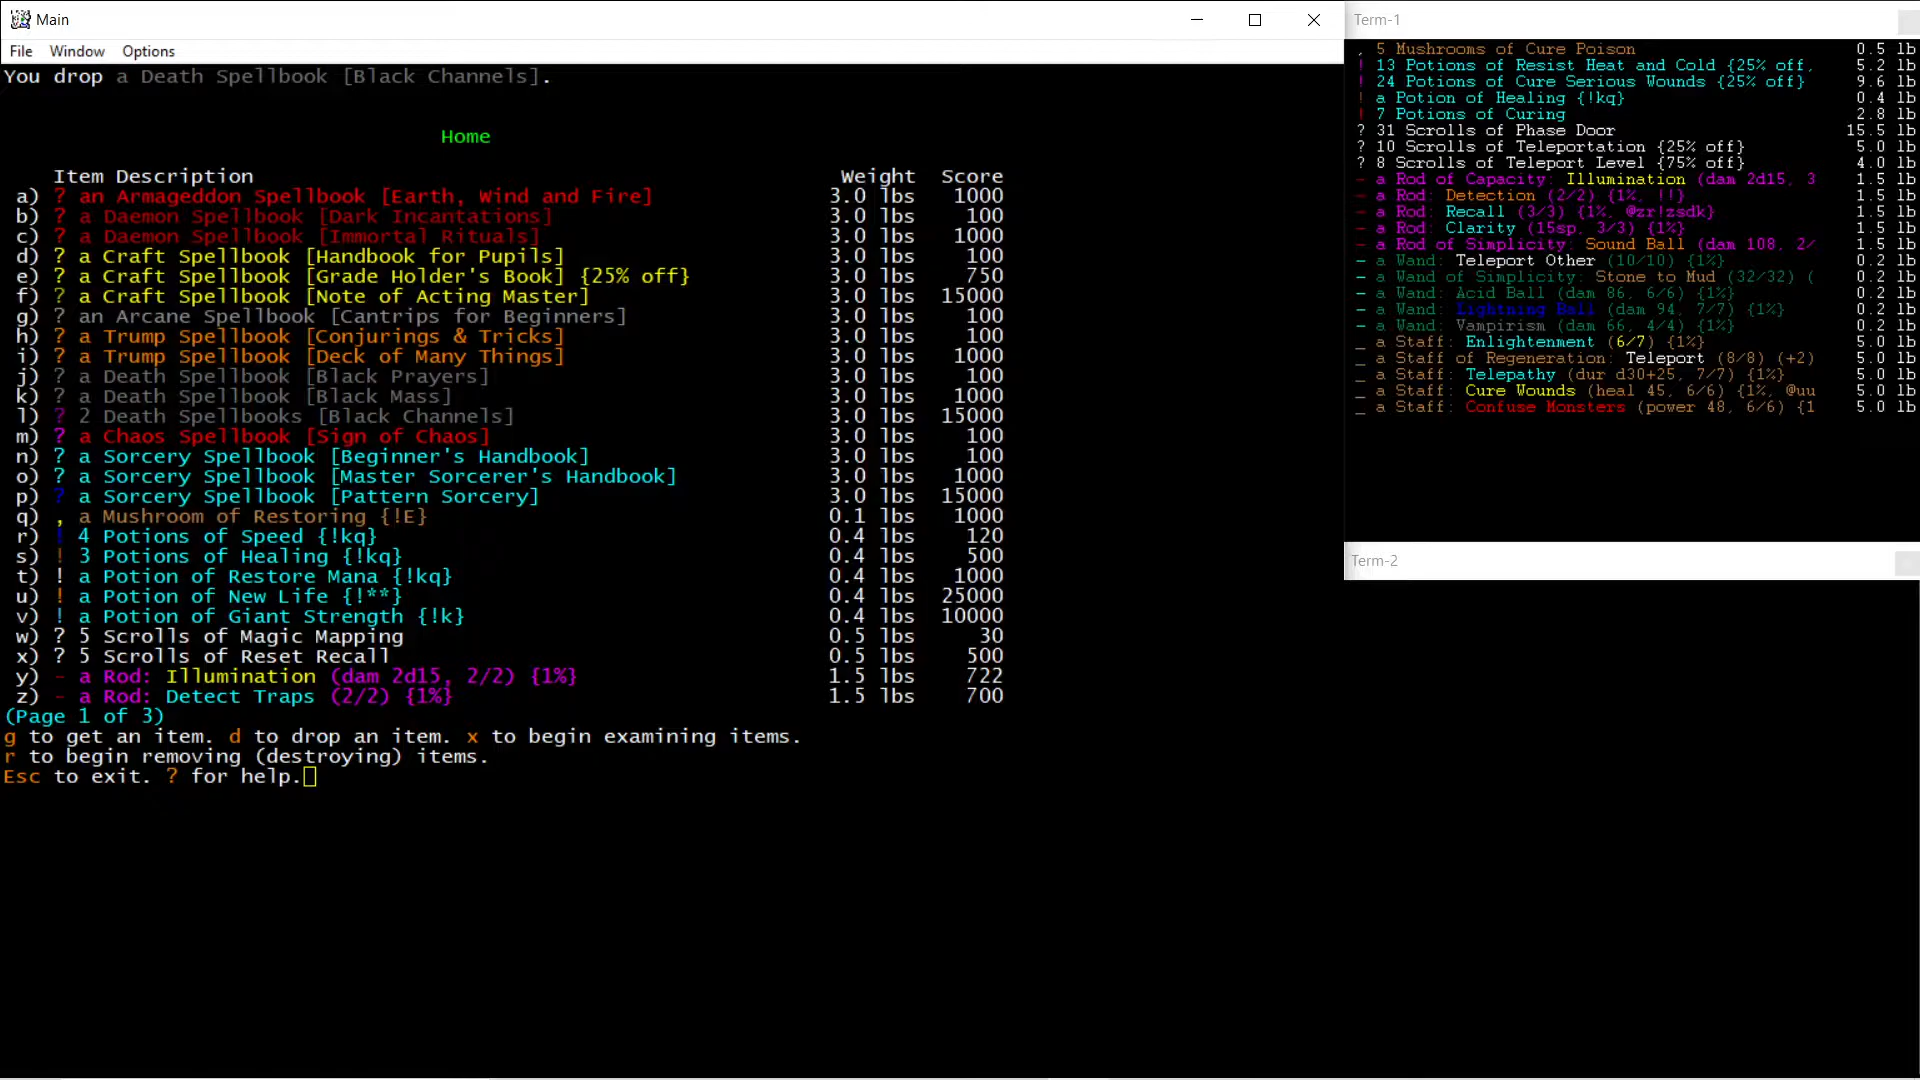 Main
File Window Options
You drop a Death Spellbook [Black Channels].
Home
Item Description Weight Score
a) ? an Armageddon Spellbook [Earth, Wind and Fire] 3.0 lbs 1000
b) ? a Daemon Spellbook [Dark Incantations] 3.0 lbs 100
c) ? a Daemon Spellbook [Immortal Rituals] 3.0 lbs 1000
d) ? a Craft Spellbook [Handbook for Pupils] 3.0 lbs 100
e) ? a Craft Spellbook [Grade Holder's Book] {25% off} 3.0 lbs 750
f) ? a Craft Spellbook [Note of Acting Master] 3.0 lbs 15000
g) ? an Arcane Spellbook [Cantrips for Beginners] 3.0 lbs 100
h) ? a Trump Spellbook [Conjurings & Tricks] 3.0 lbs 100
i) ? a Trump Spellbook [Deck of Many Things] 3.0 lbs 1000
j) ? a Death Spellbook [Black Prayers] 3.0 lbs 100
k) ? a Death Spellbook [Black Mass] 3.0 lbs 1000
l) ? 2 Death Spellbooks [Black Channels] 3.0 lbs 15000
m) ? a Chaos Spellbook [Sign of Chaos] 3.0 lbs 100
n) ? a Sorcery Spellbook [Beginner's Handbook] 3.0 lbs 100
o) ? a Sorcery Spellbook [Master Sorcerer's Handbook] 3.0 lbs 1000
p) ? a Sorcery Spellbook [Pattern Sorcery] 3.0 lbs 15000
q) , a Mushroom of Restoring {!E} 0.1 lbs 1000
r) ! 4 Potions of Speed {!kq} 0.4 lbs 120
s) ! 3 Potions of Healing {!kq} 0.4 lbs 500
t) ! a Potion of Restore Mana {!kq} 0.4 lbs 1000
u) ! a Potion of New Life {!**} 0.4 lbs 25000
v) ! a Potion of Giant Strength {!k} 0.4 lbs 10000
w) ? 5 Scrolls of Magic Mapping 0.5 lbs 30
x) ? 5 Scrolls of Reset Recall 0.5 lbs 500
y) - a Rod: Illumination (dam 2d15, 2/2) {1%} 1.5 lbs 722
z) - a Rod: Detect Traps (2/2) {1%} 1.5 lbs 700
(Page 1 of 3)
g to get an item. d to drop an item. x to begin examining items.
r to begin removing (destroying) items.
Esc to exit. ? for help.
Term-1
, 5 Mushrooms of Cure Poison 0.5 lb
! 13 Potions of Resist Heat and Cold {25% off, 5.2 lb
! 24 Potions of Cure Serious Wounds {25% off} 9.6 lb
! a Potion of Healing {!kq} 0.4 lb
! 7 Potions of Curing 2.8 lb
? 31 Scrolls of Phase Door 15.5 lb
? 10 Scrolls of Teleportation {25% off} 5.0 lb
? 8 Scrolls of Teleport Level {75% off} 4.0 lb
- a Rod of Capacity: Illumination (dam 2d15, 3 1.5 lb
- a Rod: Detection (2/2) {1%, !!} 1.5 lb
- a Rod: Recall (3/3) {1%, @zr!zsdk} 1.5 lb
- a Rod: Clarity (15sp, 3/3) {1%} 1.5 lb
- a Rod of Simplicity: Sound Ball (dam 108, 2/ 1.5 lb
- a Wand: Teleport Other (10/10) {1%} 0.2 lb
- a Wand of Simplicity: Stone to Mud (32/32) ( 0.2 lb
- a Wand: Acid Ball (dam 86, 6/6) {1%} 0.2 lb
- a Wand: Lightning Ball (dam 94, 7/7) {1%} 0.2 lb
- a Wand: Vampirism (dam 66, 4/4) {1%} 0.2 lb
_ a Staff: Enlightenment (6/7) {1%} 5.0 lb
_ a Staff of Regeneration: Teleport (8/8) (+2) 5.0 lb
_ a Staff: Telepathy (dur d30+25, 7/7) {1%} 5.0 lb
_ a Staff: Cure Wounds (heal 45, 6/6) {1%, @uu 5.0 lb
_ a Staff: Confuse Monsters (power 48, 6/6) {1 5.0 lb
Term-2